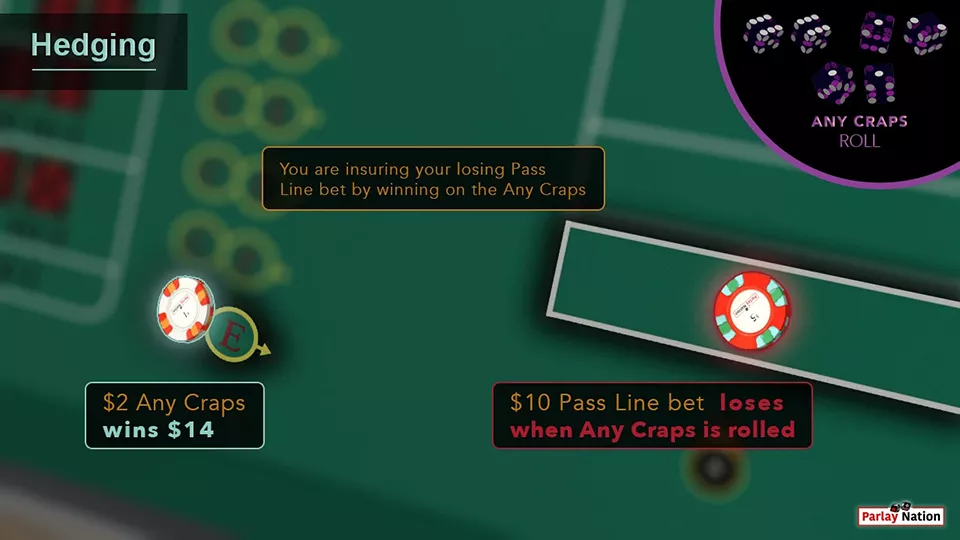 Hedging
ANY CRAPS
ROLL
You are insuring your losing Pass
Line bet by winning on the Any Craps
E
$2 Any Craps
wins $14
$10 Pass Line bet loses
when Any Craps is rolled
Parlay Nation